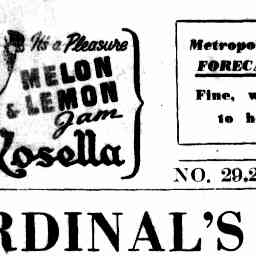 It's a Pleasure
MELON
& LEMON
Jam
Rosella
Metropo
FORECA
Fine, w
to h
NO. 29,2
RDINAL'S